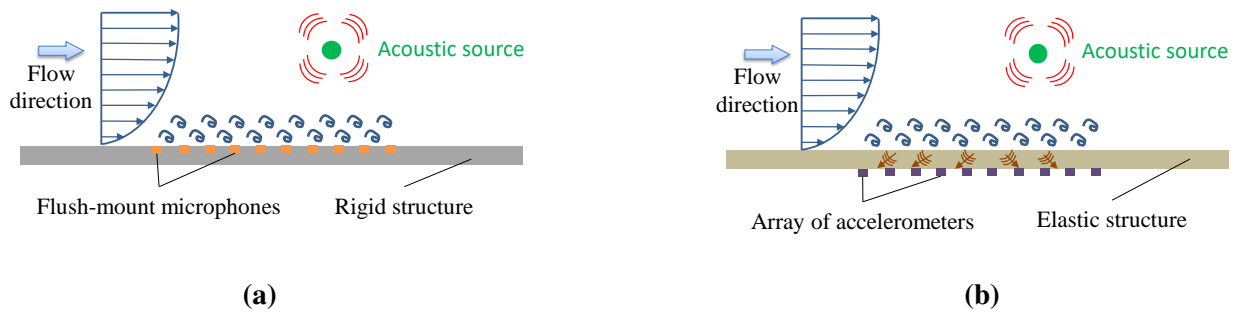 Acoustic source
Flow
direction
Flush-mount microphones
Rigid structure
(a)
Acoustic source
Flow
direction
Array of accelerometers
Elastic structure
(b)